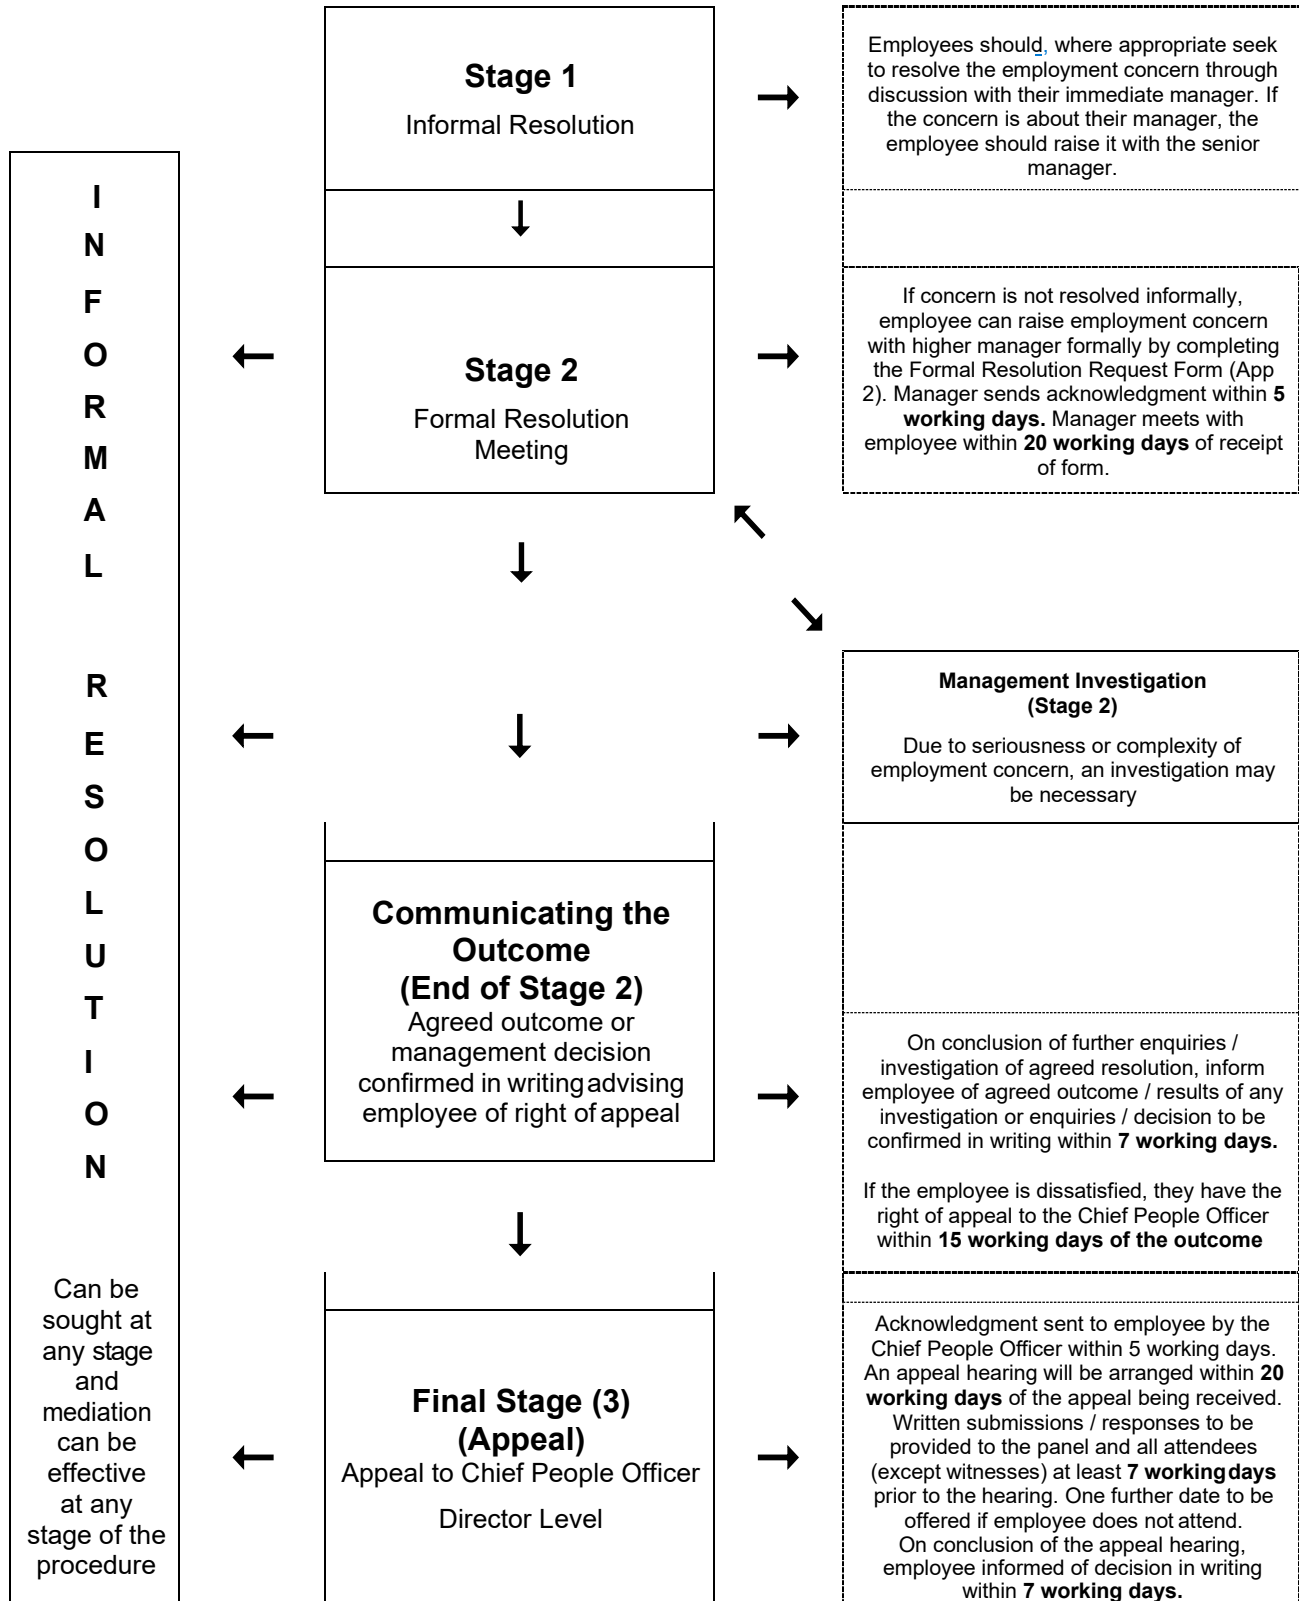 Stage 1
Informal Resolution
Employees should, where appropriate seek
to resolve the employment concern through
discussion with their immediate manager. If
the concern is about their manager, the
employee should raise it with the senior
manager.
I
N
F
O
R
M
A
L
R
E
S
O
L
U
T
I
O
N
Can be
sought at
any stage
and
mediation
can be
effective
at any
stage of the
procedure
Stage 2
Formal Resolution
Meeting
If concern is not resolved informally,
employee can raise employment concern
with higher manager formally by completing
the Formal Resolution Request Form (App
2). Manager sends acknowledgment within 5
working days. Manager meets with
employee within 20 working days of receipt
of form.
Management Investigation
(Stage 2)
Due to seriousness or complexity of
employment concern, an investigation may
be necessary
Communicating the
Outcome
(End of Stage 2)
Agreed outcome or
management decision
confirmed in writing advising
employee of right of appeal
On conclusion of further enquiries /
investigation of agreed resolution, inform
employee of agreed outcome / results of any
investigation or enquiries / decision to be
confirmed in writing within 7 working days.
If the employee is dissatisfied, they have the
right of appeal to the Chief People Officer
within 15 working days of the outcome
Final Stage (3)
(Appeal)
Appeal to Chief People Officer
Director Level
Acknowledgment sent to employee by the
Chief People Officer within 5 working days.
An appeal hearing will be arranged within 20
working days of the appeal being received.
Written submissions / responses to be
provided to the panel and all attendees
(except witnesses) at least 7 working days
prior to the hearing. One further date to be
offered if employee does not attend.
On conclusion of the appeal hearing,
employee informed of decision in writing
within 7 working days.